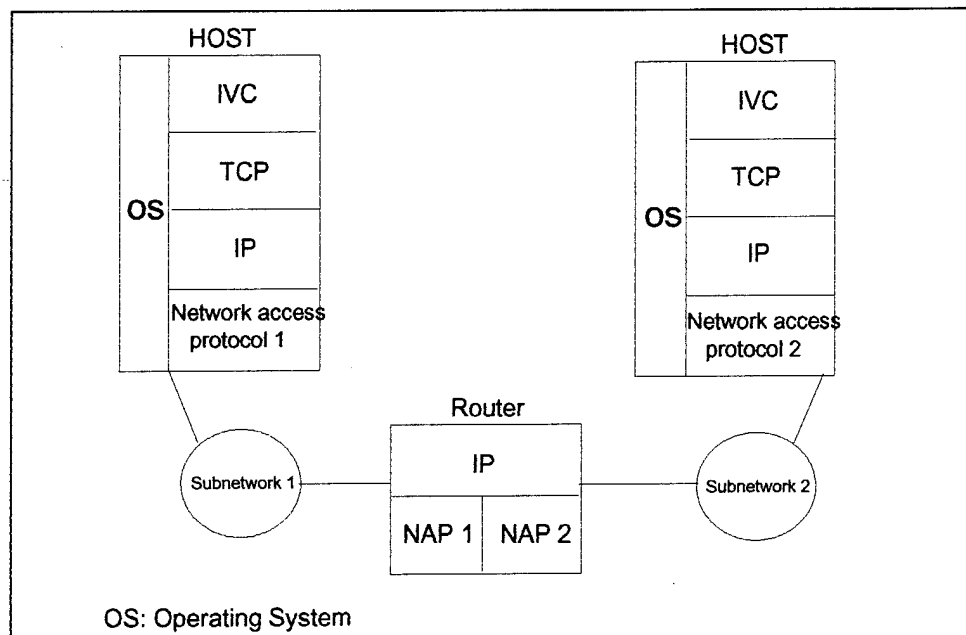 HOST
IVC
TCP
OS
IP
Network access
protocol 1
HOST
IVC
TCP
OS
IP
Network access
protocol 2
Router
IP
NAP 1
NAP 2
Subnetwork 1
Subnetwork 2
OS: Operating System